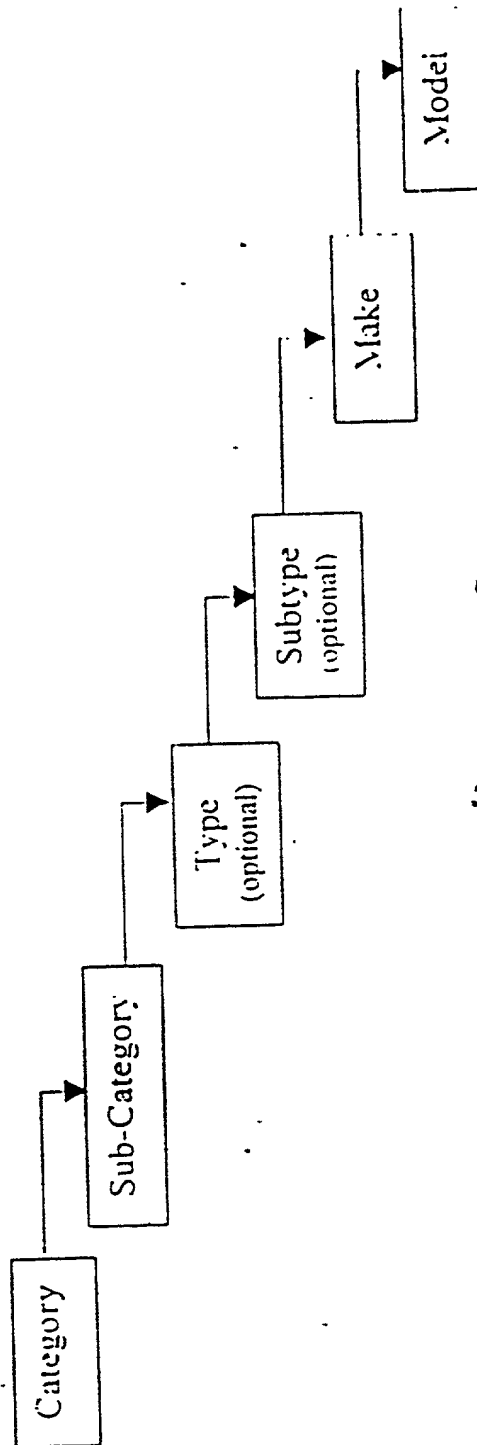 Category
Sub-Category
Type
(optional)
Subtype
(optional)
Make
Model